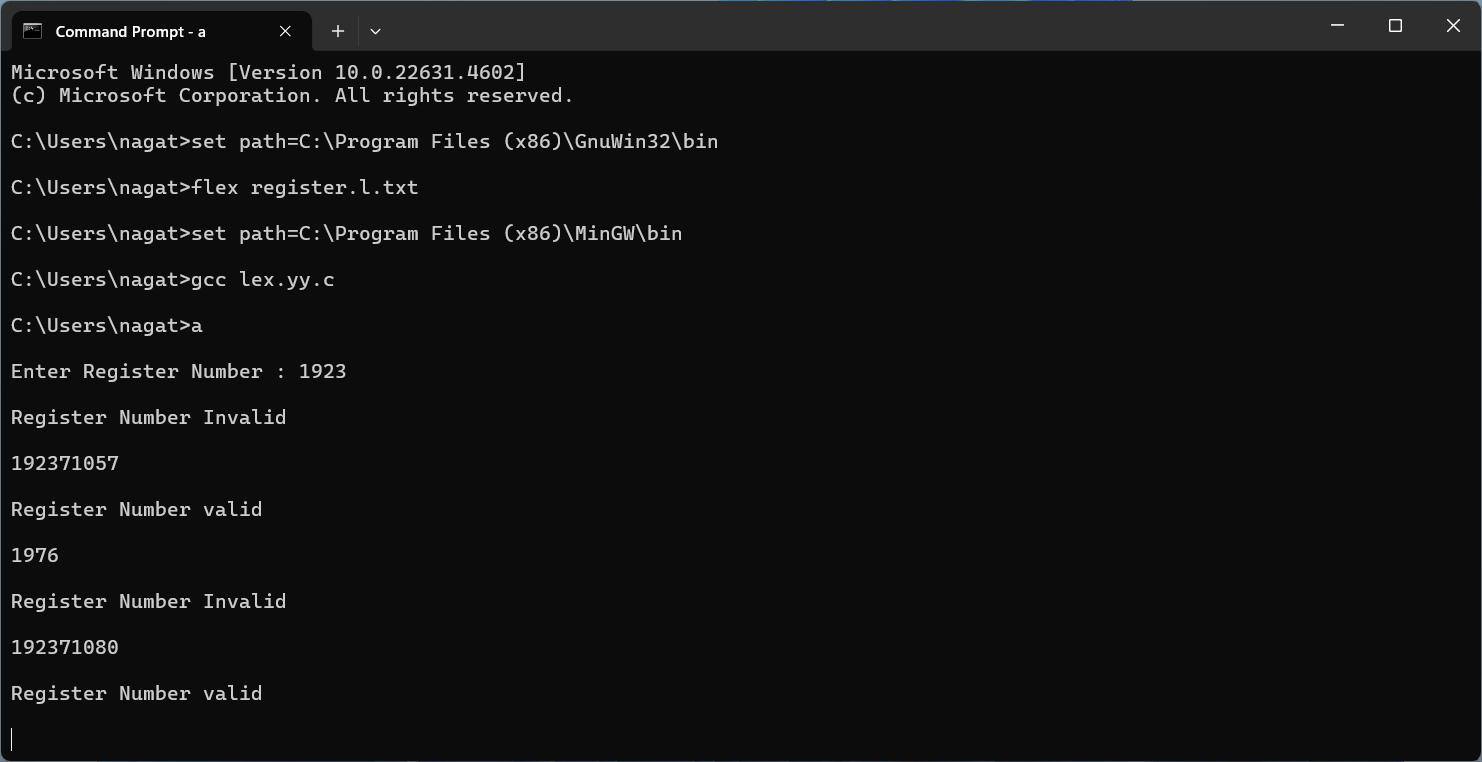 Command Prompt - a
Microsoft Windows [Version 10.0.22631.4602]
(c) Microsoft Corporation. All rights reserved.
C:\Users\nagat>set path=C:\Program Files (x86)\GnuWin32\bin
C:\Users\nagat>flex register.l.txt
C:\Users\nagat>set path=C:\Program Files (x86)\MinGW\bin
C:\Users\nagat>gcc lex.yy.c
C:\Users\nagat>a
Enter Register Number : 1923
Register Number Invalid
192371057
Register Number valid
1976
Register Number Invalid
192371080
Register Number valid